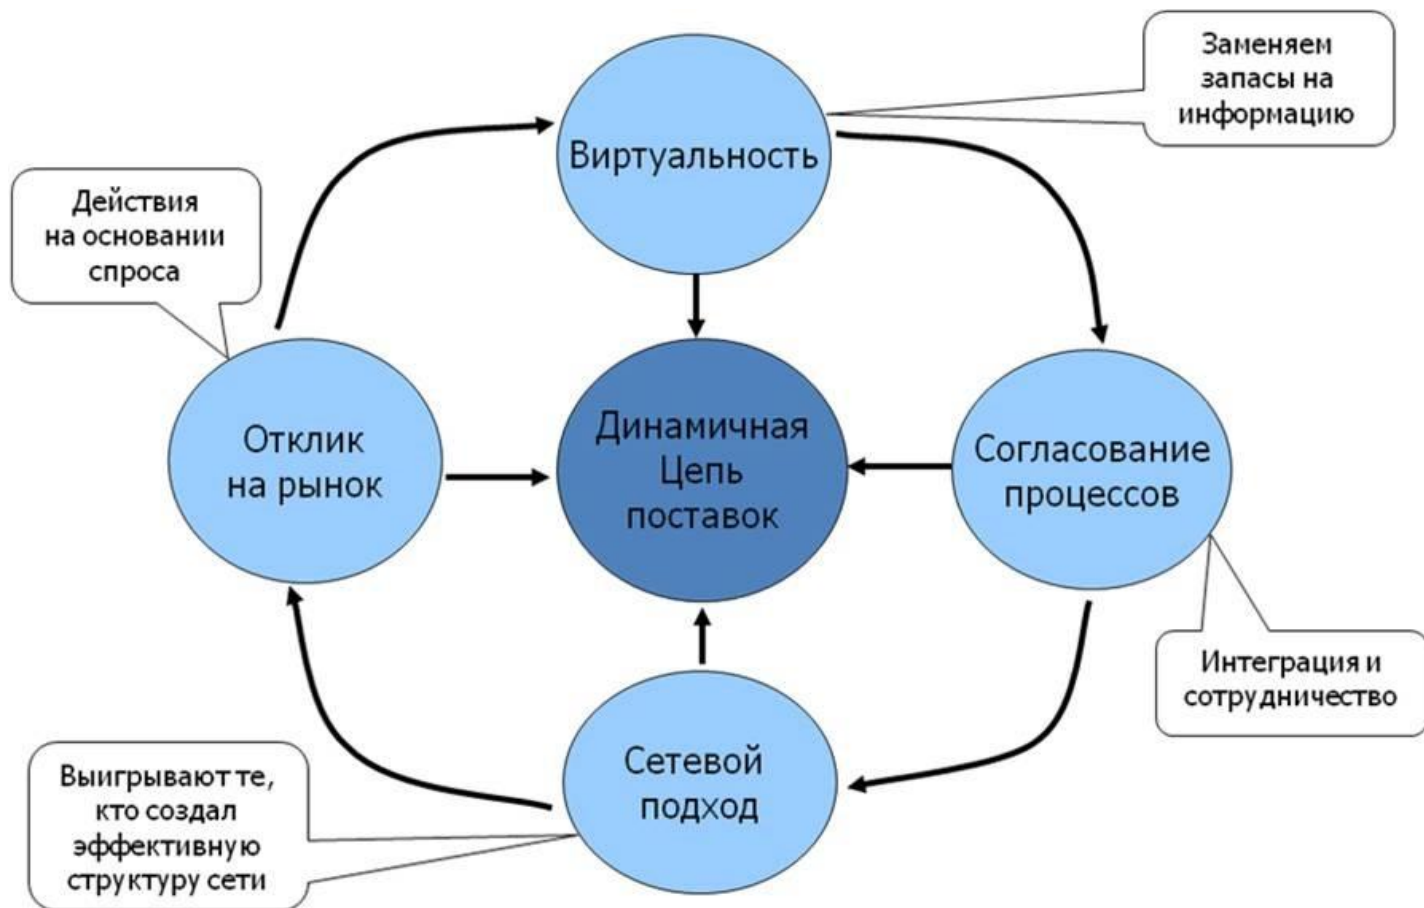 Заменяем
запасы на
информацию
Виртуальность
Действия
на основании
спроса
Отклик
на рынок
Динамичная
Цепь
поставок
Согласование
процессов
Интеграция и
сотрудничество
Сетевой
подход
Выигрывают те,
кто создал
эффективную
структуру сети